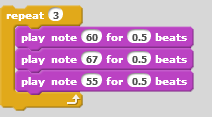 repeat 3
play note 60 for 0.5 beats
play note 67 for 0.5 beats
play note 55 for 0.5 beats